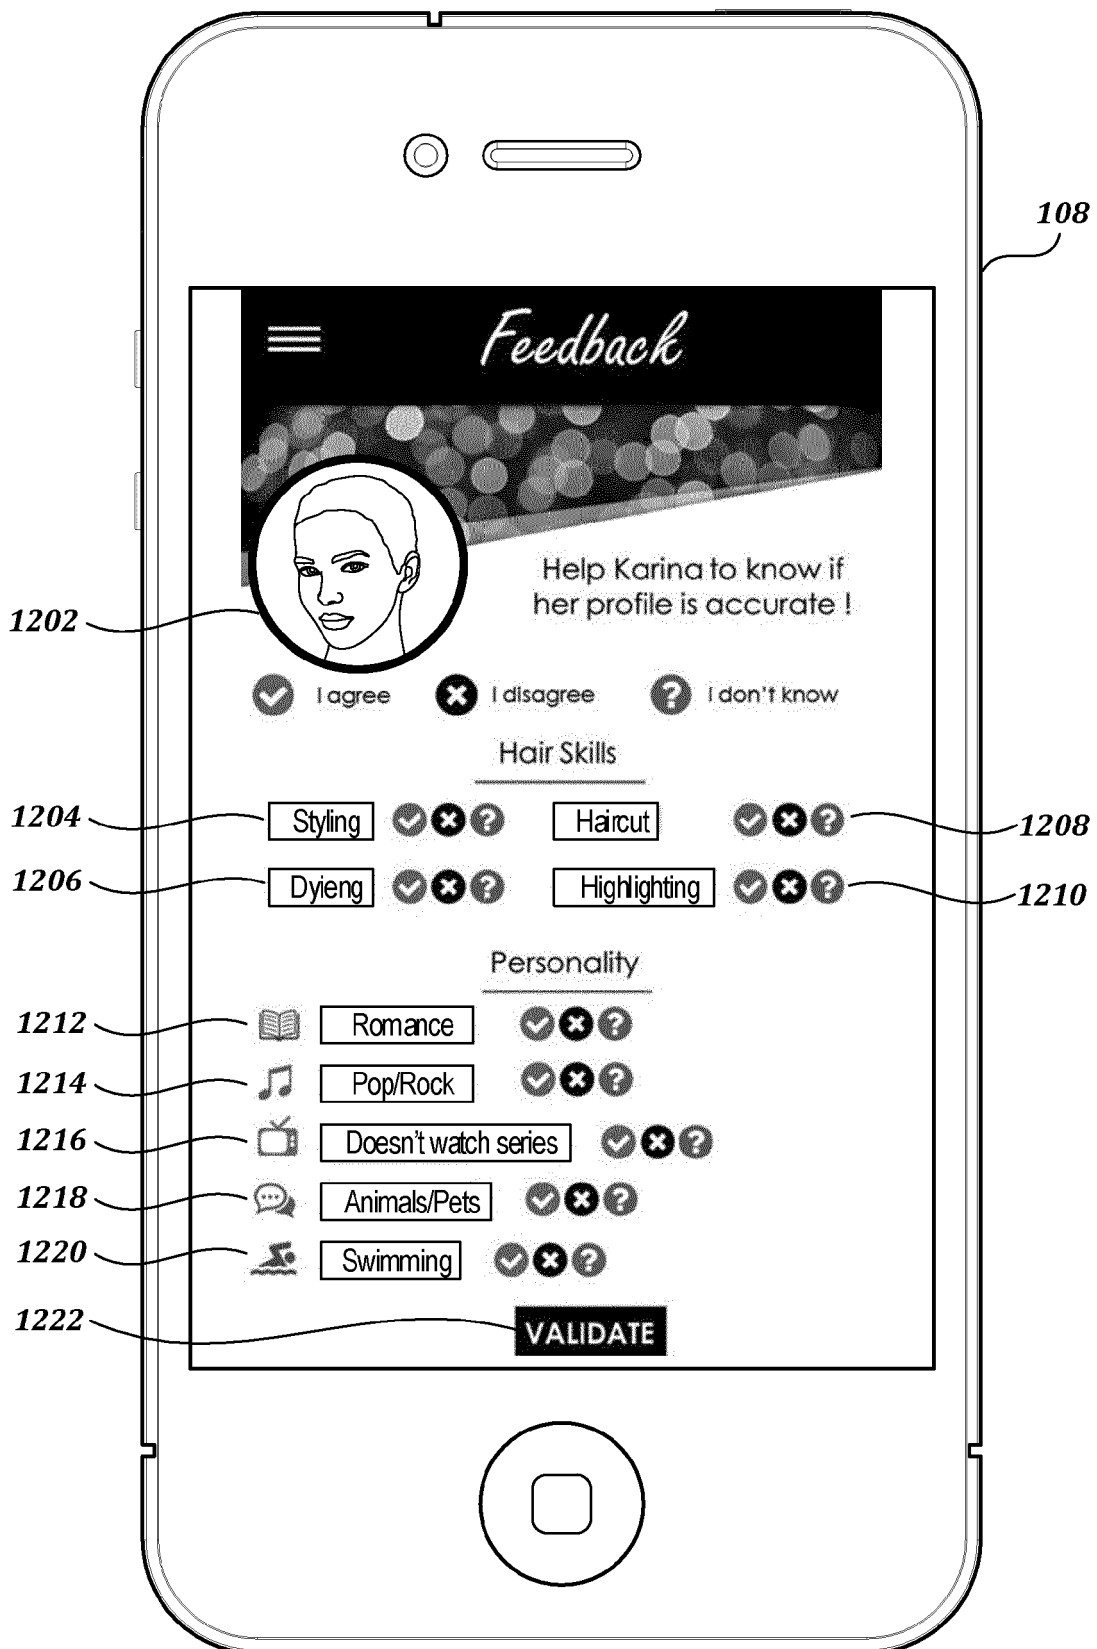 108
Feedback
Help Karina to know if
her profile is accurate !
1202
I agree I disagree I don't know
Hair Skills
1204 Styling Haircut 1208
1206 Dyieng Highlighting 1210
Personality
1212 Romance
1214 Pop/Rock
1216 Doesn't watch series
1218 Animals/Pets
1220 Swimming
1222 VALIDATE